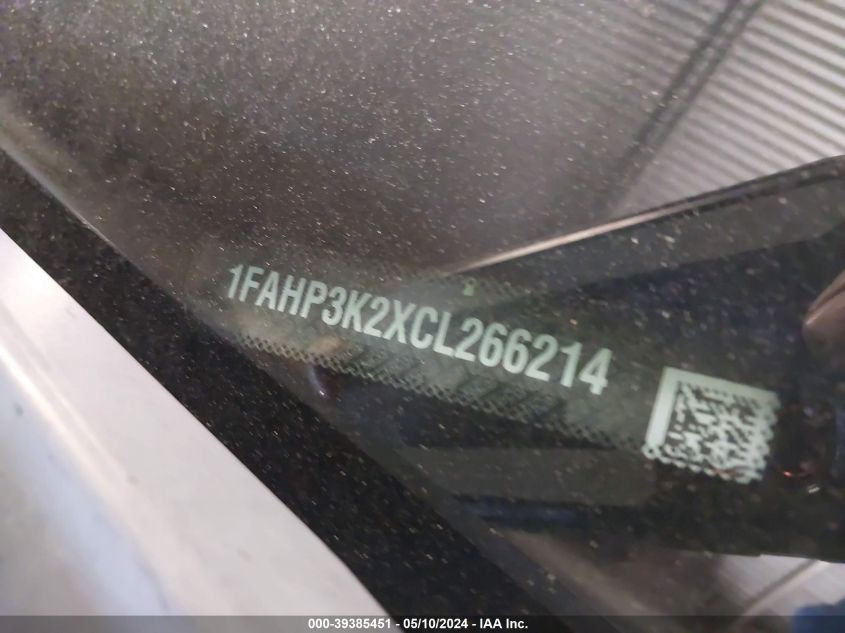 1FAHP3K2XCL266214
000-39385451 - 05/10/2024 - IAA Inc.